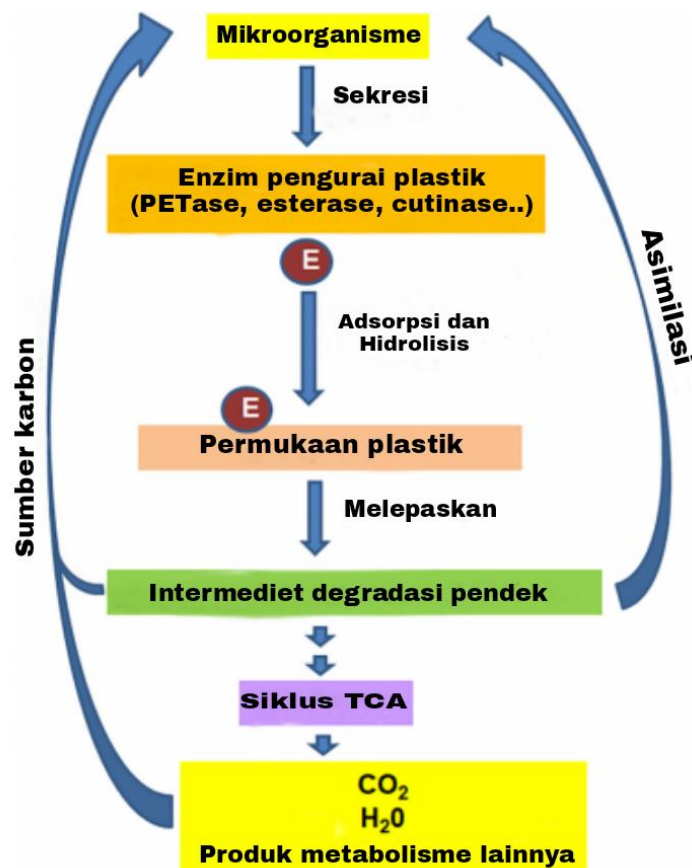 Mikroorganisme
Sekresi
Enzim pengurai plastik
(PETase, esterase, cutinase..)
E
Adsorpsi dan
Hidrolisis
E
Permukaan plastik
Melepaskan
Intermediet degradasi pendek
Siklus TCA
CO₂
H₂0
Produk metabolisme lainnya
Sumber karbon
Asimilasi